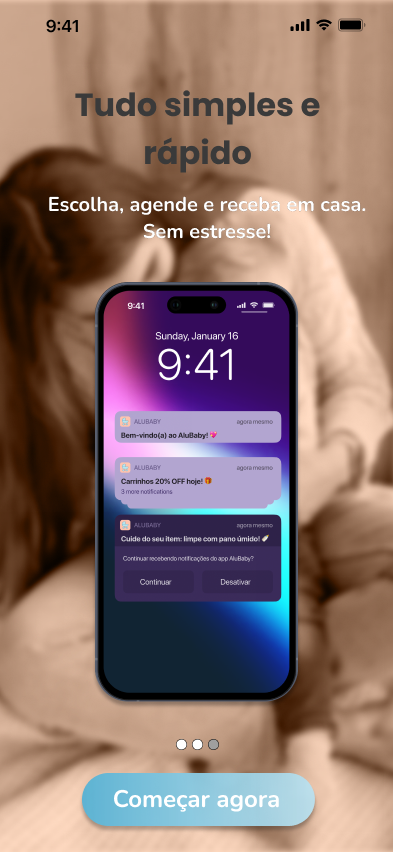 9:41
Tudo simples e
rápido
Escolha, agende e receba em casa.
Sem estresse!
9:41
Sunday, January 16
9:41
ALUBABY agora mesmo
Bem-vindo(a) ao AluBaby! 💖
ALUBABY agora mesmo
Carrinhos 20% OFF hoje! 🎁
3 more notifications
ALUBABY agora mesmo
Cuide do seu item: limpe com pano úmido! 🍼
Continuar recebendo notificações do app AluBaby?
Continuar Desativar
Começar agora